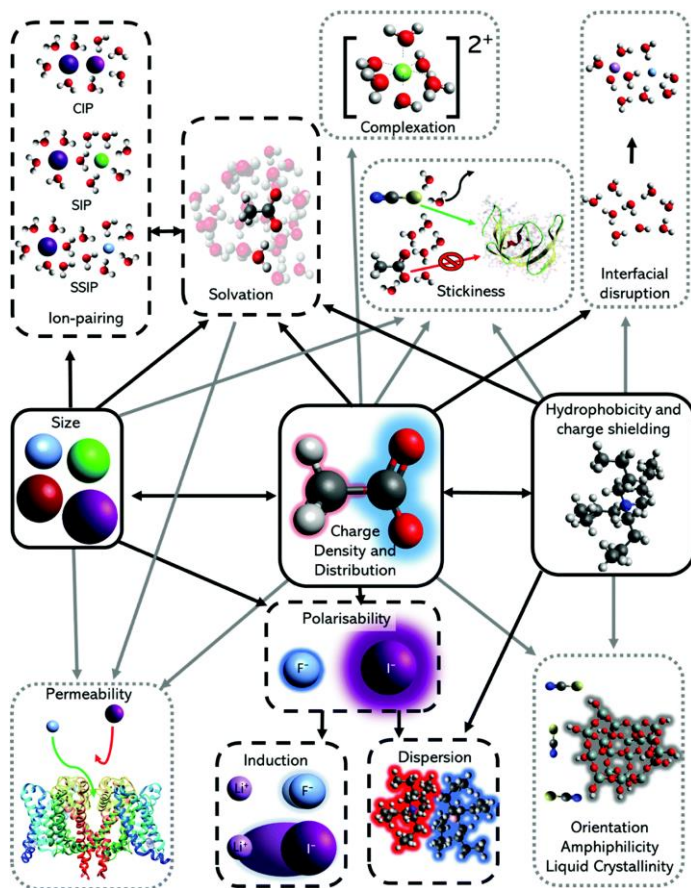 CIP
SIP
SSIP
Ion-pairing
Solvation
2+
Complexation
Stickiness
Interfacial
disruption
Size
Charge
Density and
Distribution
Hydrophobicity and
charge shielding
Polarisability
F⁻
I⁻
Permeability
Induction
Li⁺
F⁻
Li⁺
I⁻
Dispersion
Orientation
Amphiphilicity
Liquid Crystallinity